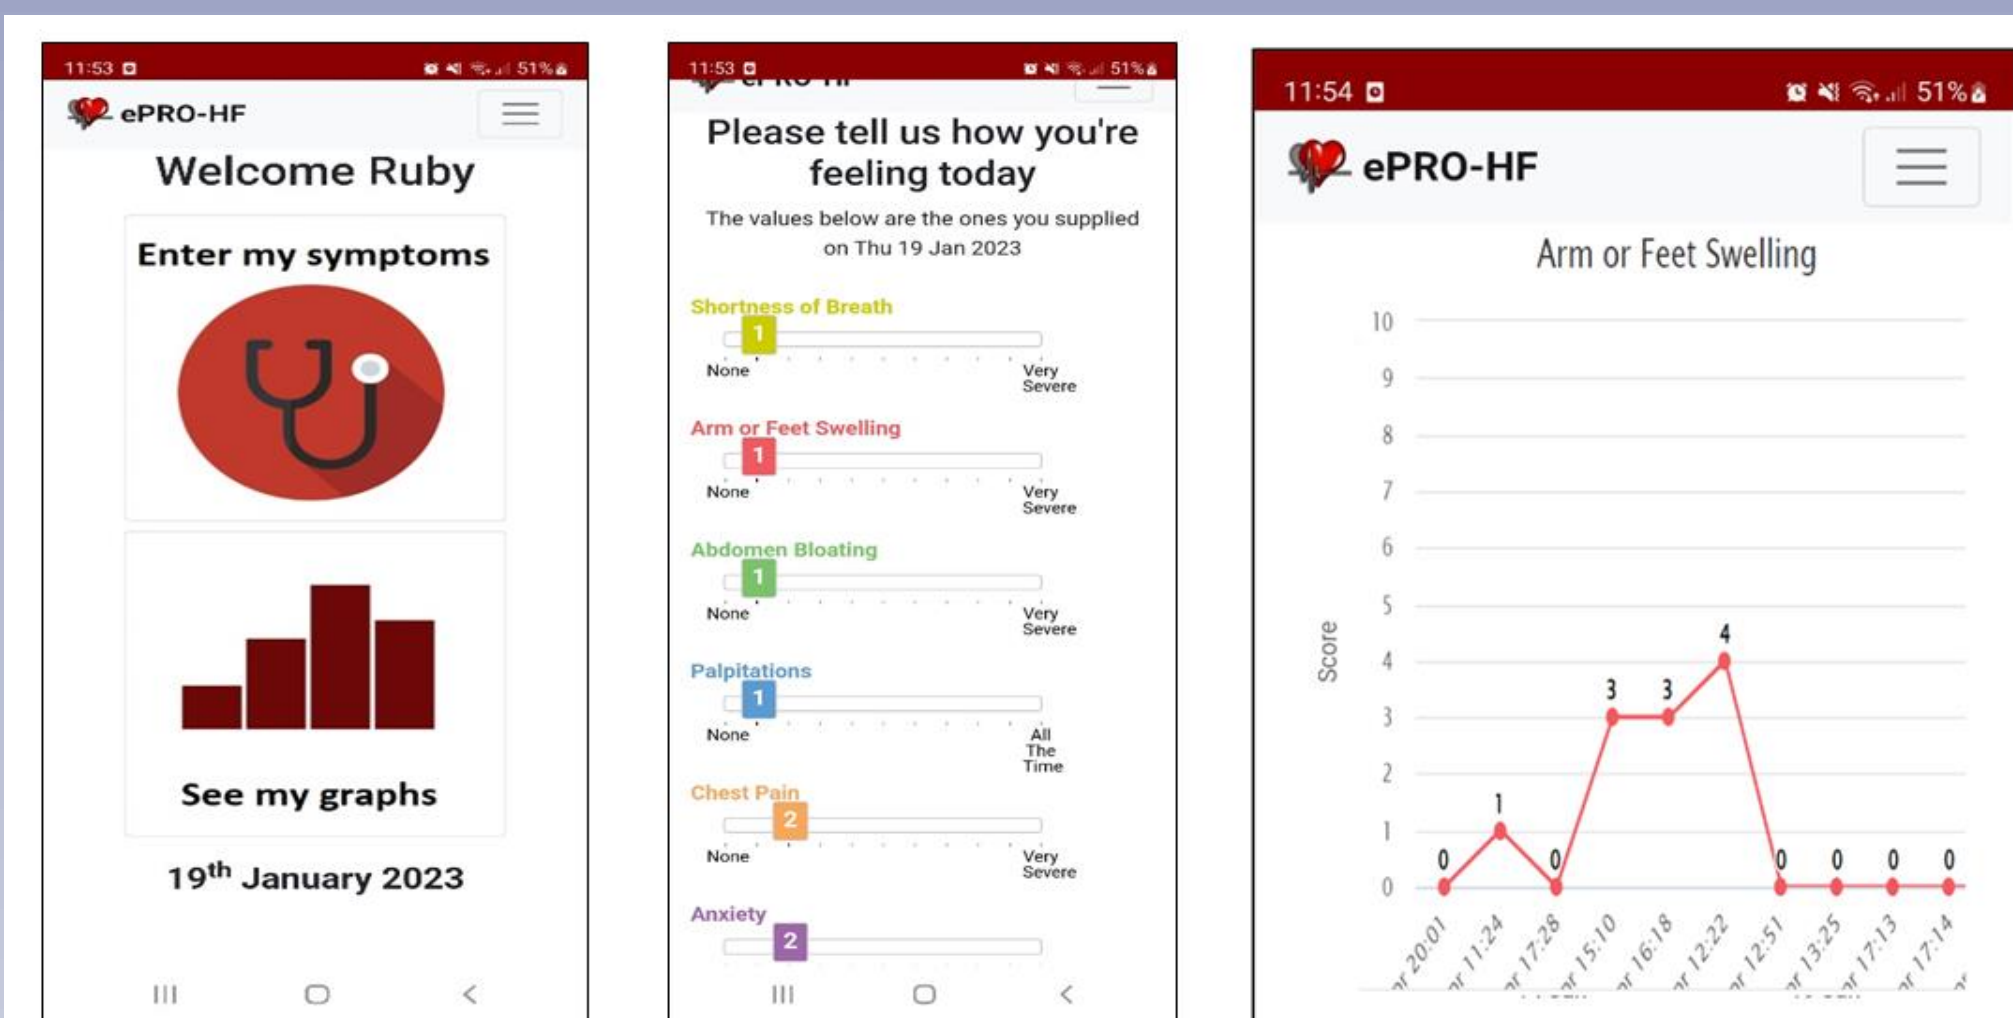 11:53
51%
ePRO-HF
Welcome Ruby
Enter my symptoms
See my graphs
19th January 2023
11:53
51%
ePRO-HF
Please tell us how you're
feeling today
The values below are the ones you supplied
on Thu 19 Jan 2023
Shortness of Breath
1
None
Very
Severe
Arm or Feet Swelling
1
None
Very
Severe
Abdomen Bloating
1
None
Very
Severe
Palpitations
1
None
All
The
Time
Chest Pain
2
None
Very
Severe
Anxiety
2
11:54
51%
ePRO-HF
Arm or Feet Swelling
10
9
8
7
6
5
4
3
2
1
0
Score
0
1
0
3
3
4
0
0
0
0
20:01
11:24
17:28
15:10
16:18
12:22
12:51
13:25
17:13
17:14